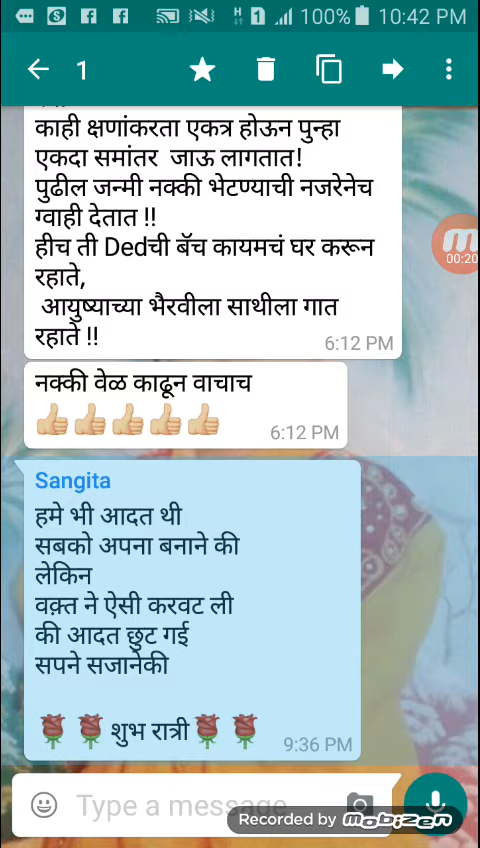 100% 10:42 PM
1
काही क्षणांकरता एकत्र होऊन पुन्हा
एकदा समांतर जाऊ लागतात!
पुढील जन्मी नक्की भेटण्याची नजरेनेच
ग्वाही देतात !!
हीच ती Dedची बॅच कायमचं घर करून
रहाते,
आयुष्याच्या भैरवीला साथीला गात
रहाते !!
6:12 PM
00:20
नक्की वेळ काढून वाचाच
👍🏻👍🏻👍🏻👍🏻👍🏻
6:12 PM
Sangita
हमे भी आदत थी
सबको अपना बनाने की
लेकिन
वक़्त ने ऐसी करवट ली
की आदत छुट गई
सपने सजानेकी
🌹🌹शुभ रात्री🌹🌹
9:36 PM
Type a message
Recorded by mobizen